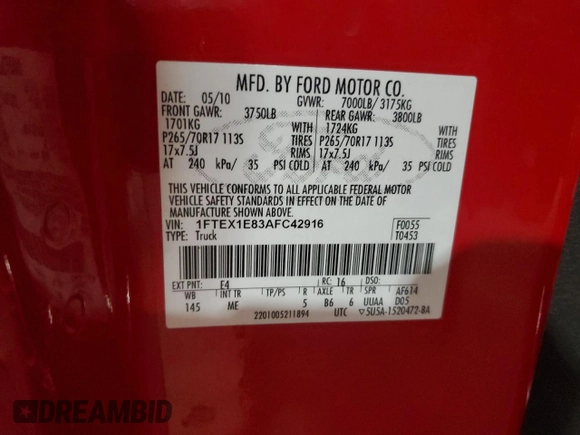 MFD. BY FORD MOTOR CO.
DATE: 05/10 GVWR: 7000LB/ 3175KG
FRONT GAWR: 3750LB REAR GAWR: 3800LB
1701KG WITH 1724KG WITH
P265/70R17 113S TIRES P265/70R17 113S TIRES
17x7.5J RIMS 17x7.5J RIMS
AT 240 kPa/ 35 PSI COLD AT 240 kPa/ 35 PSI COLD
THIS VEHICLE CONFORMS TO ALL APPLICABLE FEDERAL MOTOR
VEHICLE SAFETY STANDARDS IN EFFECT ON THE DATE OF
MANUFACTURE SHOWN ABOVE.
VIN: 1FTEX1E83AFC42916 F0055
TYPE: Truck T0453
EXT PNT: E4 RC: 16 DSO:
WB INT TR TP/PS R AXLE TR SPR AF614
145 ME 5 B6 6 UUAA D05
2201005211894 UTC ▽5U5A-1520472-BA
DREAMBID